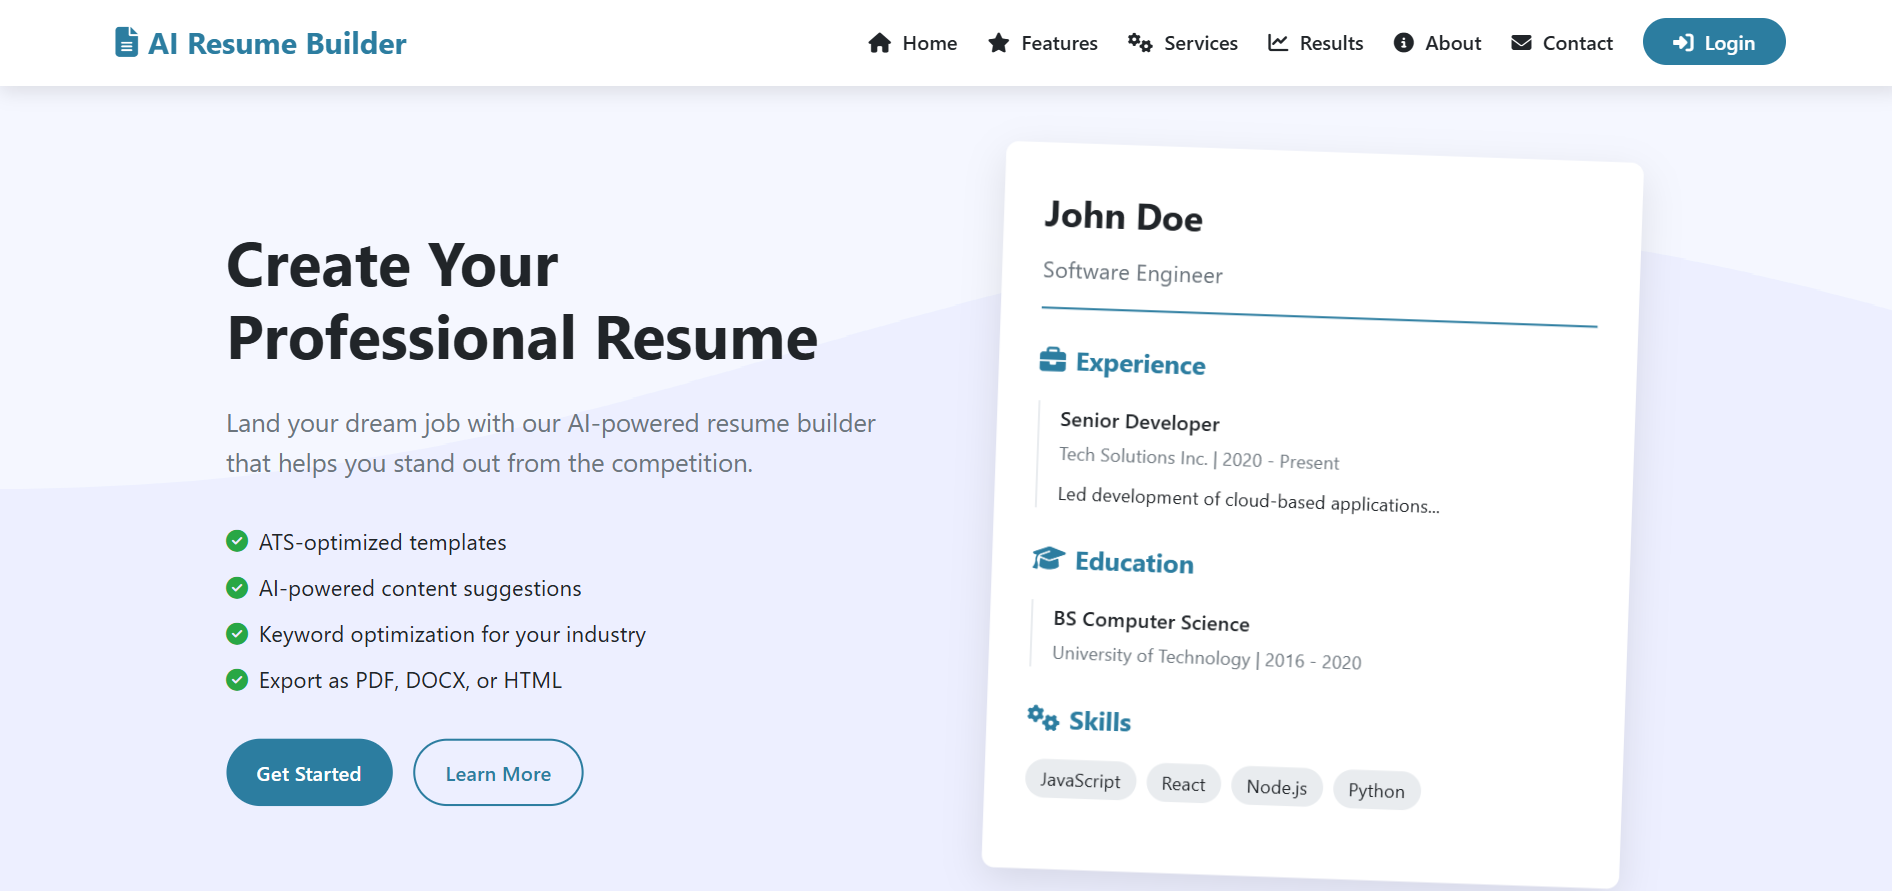 AI Resume Builder
Home
Features
Services
Results
About
Contact
Login
Create Your
Professional Resume
Land your dream job with our AI-powered resume builder
that helps you stand out from the competition.
ATS-optimized templates
AI-powered content suggestions
Keyword optimization for your industry
Export as PDF, DOCX, or HTML
Get Started
Learn More
John Doe
Software Engineer
Experience
Senior Developer
Tech Solutions Inc. | 2020 - Present
Led development of cloud-based applications...
Education
BS Computer Science
University of Technology | 2016 - 2020
Skills
JavaScript
React
Node.js
Python